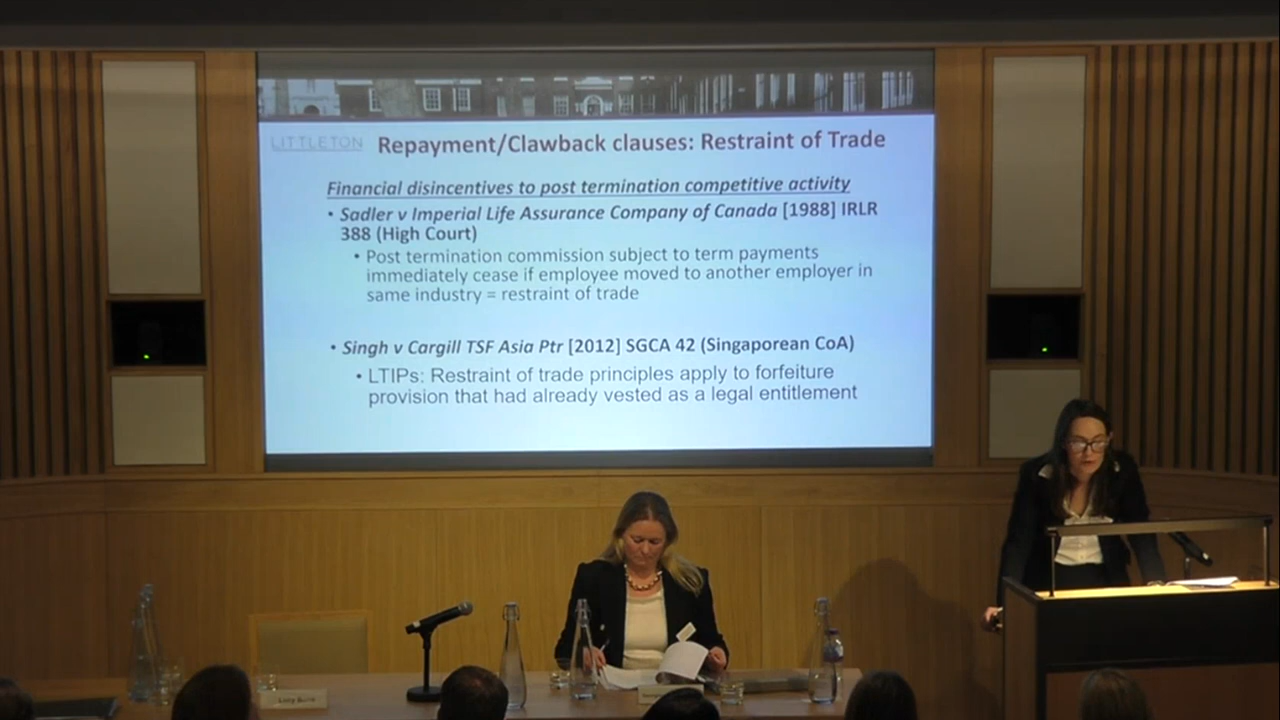 LITTLETON
Repayment/Clawback clauses: Restraint of Trade
Financial disincentives to post termination competitive activity
• Sadler v Imperial Life Assurance Company of Canada [1988] IRLR
388 (High Court)
• Post termination commission subject to term payments
immediately cease if employee moved to another employer in
same industry = restraint of trade
• Singh v Cargill TSF Asia Ptr [2012] SGCA 42 (Singaporean CoA)
• LTIPs: Restraint of trade principles apply to forfeiture
provision that had already vested as a legal entitlement